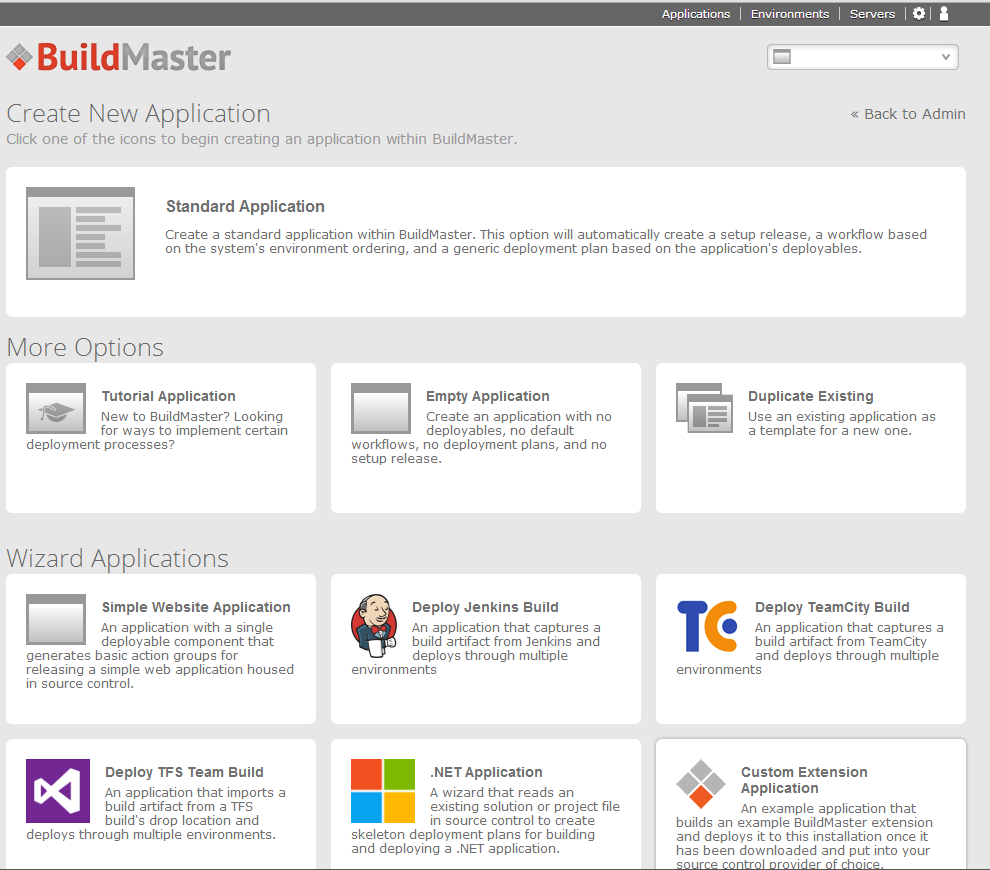 Applications Environments Servers
BuildMaster
Create New Application
« Back to Admin
Click one of the icons to begin creating an application within BuildMaster.
Standard Application
Create a standard application within BuildMaster. This option will automatically create a setup release, a workflow based
on the system's environment ordering, and a generic deployment plan based on the application's deployables.
More Options
Tutorial Application
New to BuildMaster? Looking
for ways to implement certain
deployment processes?
Empty Application
Create an application with no
deployables, no default
workflows, no deployment plans, and no
setup release.
Duplicate Existing
Use an existing application as
a template for a new one.
Wizard Applications
Simple Website Application
An application with a single
deployable component that
generates basic action groups for
releasing a simple web application housed
in source control.
Deploy Jenkins Build
An application that captures a
build artifact from Jenkins and
deploys through multiple
environments
TC
Deploy TeamCity Build
An application that captures a
build artifact from TeamCity
and deploys through multiple
environments
Deploy TFS Team Build
An application that imports a
build artifact from a TFS
build's drop location and
deploys through multiple environments.
.NET Application
A wizard that reads an
existing solution or project file
in source control to create
skeleton deployment plans for building
and deploying a .NET application.
Custom Extension
Application
An example application that
builds an example BuildMaster extension
and deploys it to this installation once it
has been downloaded and put into your
source control provider of choice.